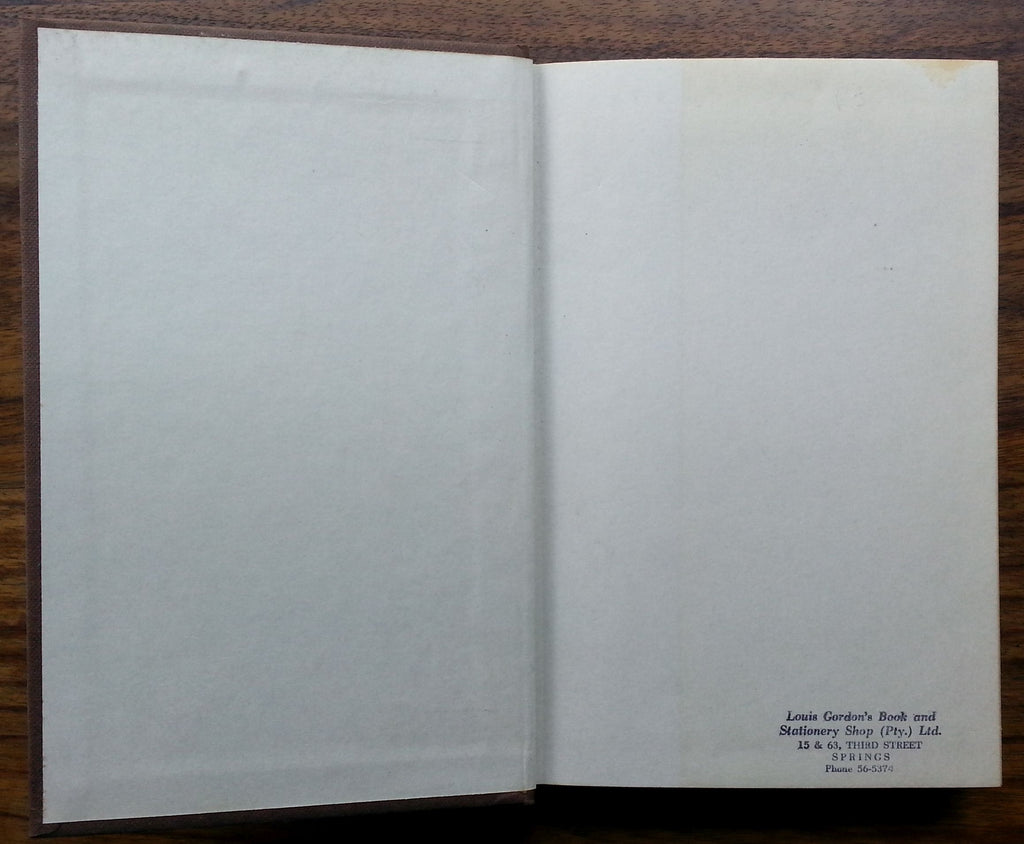 Louis Gordon's Book and
Stationery Shop (Pty.) Ltd.
15 & 63, THIRD STREET
SPRINGS
Phone 56-5374